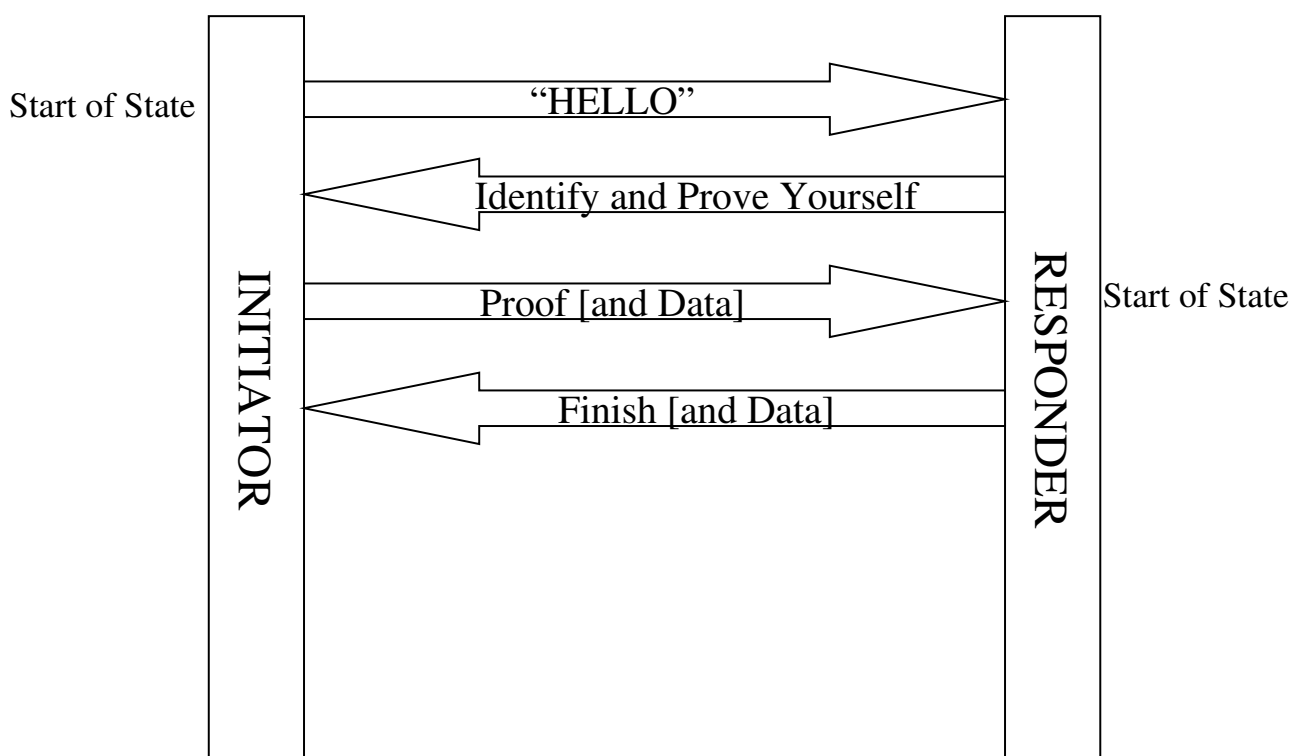 “HELLO”
Start of State
Identify and Prove Yourself
Proof [and Data]
Start of State
Finish [and Data]
INITIATOR
RESPONDER